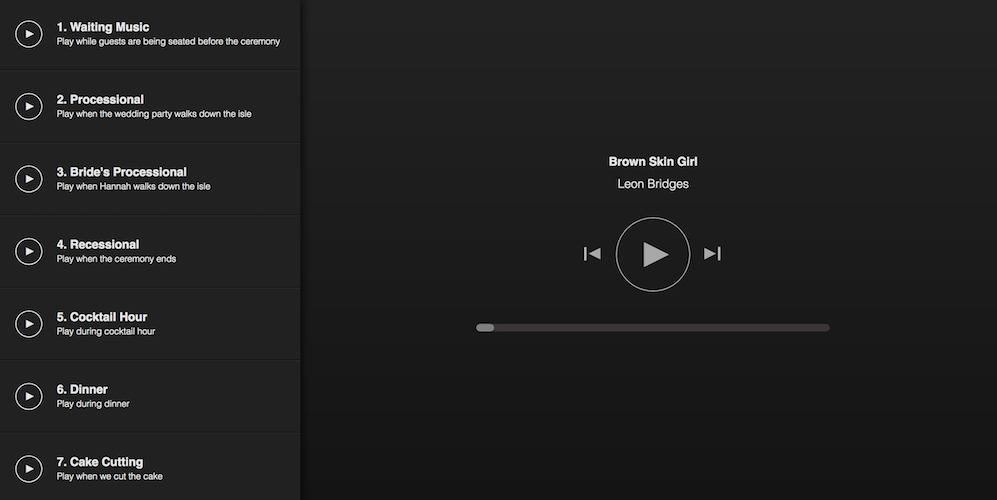 1. Waiting Music
Play while guests are being seated before the ceremony
2. Processional
Play when the wedding party walks down the isle
3. Bride's Processional
Play when Hannah walks down the isle
4. Recessional
Play when the ceremony ends
5. Cocktail Hour
Play during cocktail hour
6. Dinner
Play during dinner
7. Cake Cutting
Play when we cut the cake
Brown Skin Girl
Leon Bridges